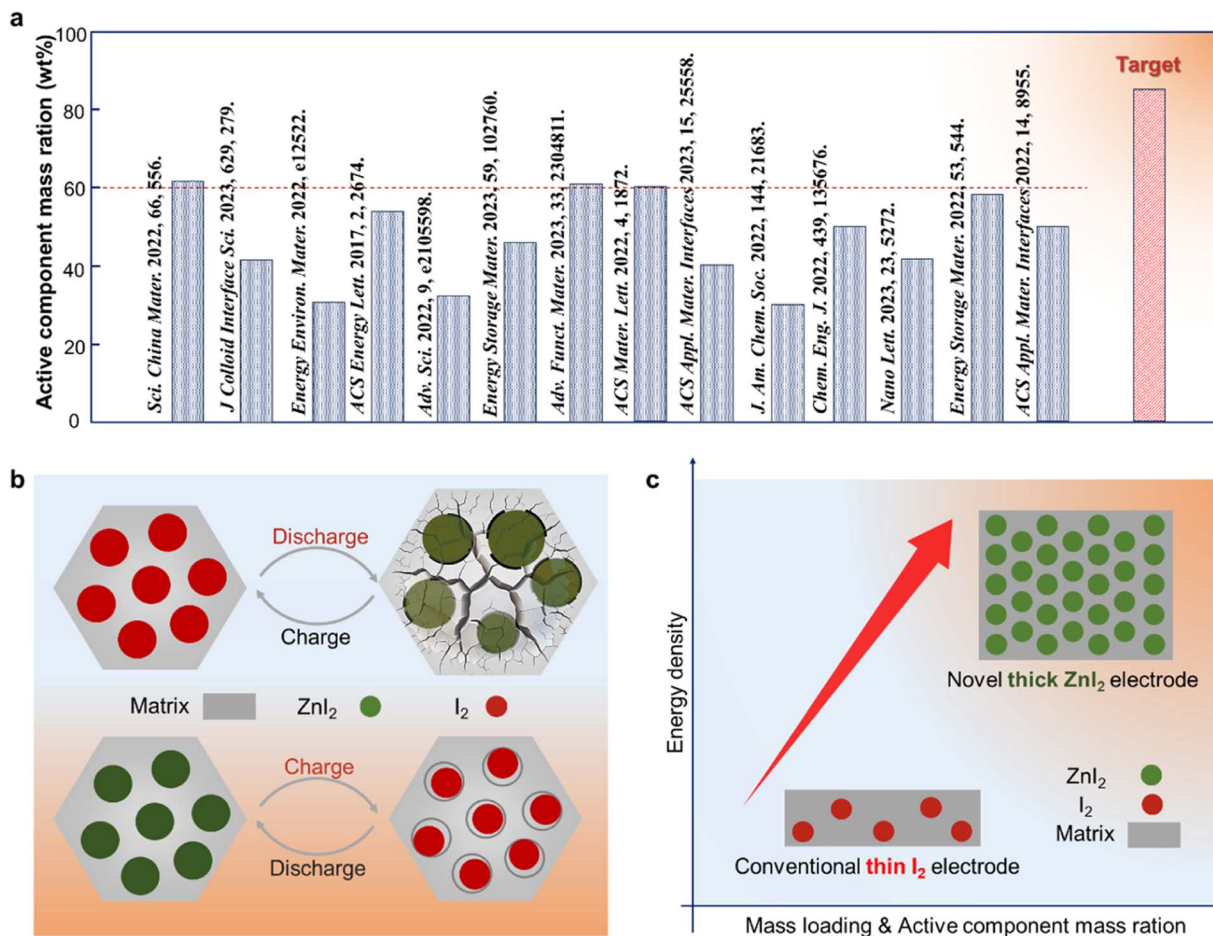 a
Active component mass ration (wt%)
100
80
60
40
20
0
Sci. China Mater. 2022, 66, 556.
J Colloid Interface Sci. 2023, 629, 279.
Energy Environ. Mater. 2022, e12522.
ACS Energy Lett. 2017, 2, 2674.
Adv. Sci. 2022, 9, e2105598.
Energy Storage Mater. 2023, 59, 102760.
Adv. Funct. Mater. 2023, 33, 2304811.
ACS Mater. Lett. 2022, 4, 1872.
ACS Appl. Mater. Interfaces 2023, 15, 25558.
J. Am. Chem. Soc. 2022, 144, 21683.
Chem. Eng. J. 2022, 439, 135676.
Nano Lett. 2023, 23, 5272.
Energy Storage Mater. 2022, 53, 544.
ACS Appl. Mater. Interfaces 2022, 14, 8955.
Target
b
Discharge
Charge
Matrix
ZnI₂
I₂
Charge
Discharge
c
Energy density
Novel thick ZnI₂ electrode
ZnI₂
I₂
Matrix
Conventional thin I₂ electrode
Mass loading & Active component mass ration